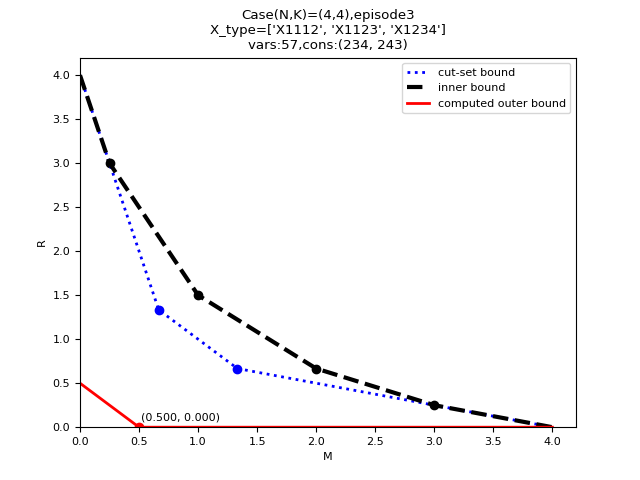 Case(N,K)=(4,4),episode3
X_type=['X1112', 'X1123', 'X1234']
vars:57,cons:(234, 243)
cut-set bound
inner bound
computed outer bound
4.0
3.5
3.0
2.5
2.0
1.5
1.0
0.5
0.0
R
(0.500, 0.000)
0.0 0.5 1.0 1.5 2.0 2.5 3.0 3.5 4.0
M